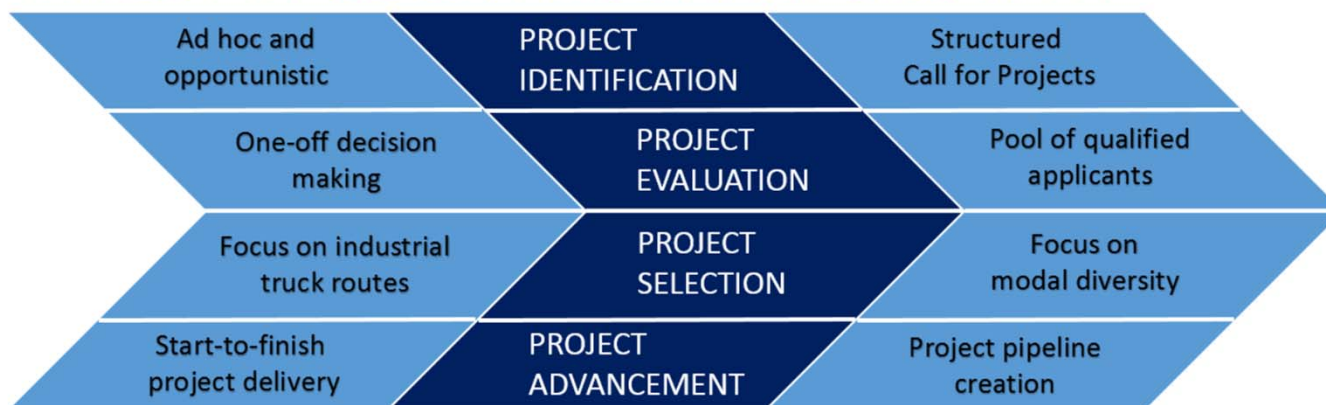 Ad hoc and
opportunistic
PROJECT
IDENTIFICATION
Structured
Call for Projects
One-off decision
making
PROJECT
EVALUATION
Pool of qualified
applicants
Focus on industrial
truck routes
PROJECT
SELECTION
Focus on
modal diversity
Start-to-finish
project delivery
PROJECT
ADVANCEMENT
Project pipeline
creation